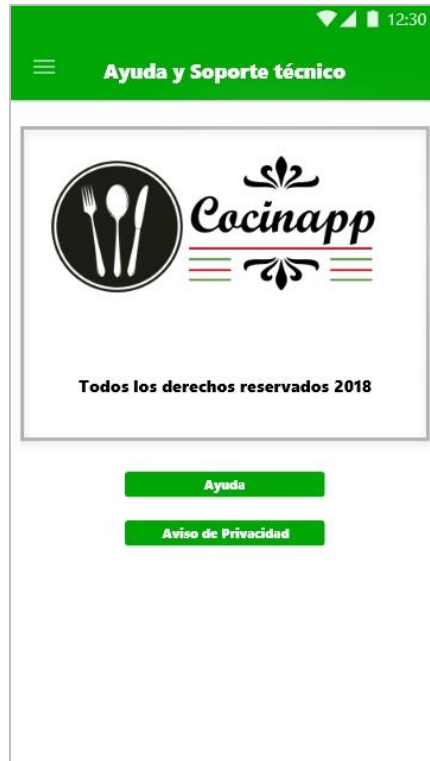 12:30
Ayuda y Soporte técnico
Cocinapp
Todos los derechos reservados 2018
Ayuda
Aviso de Privacidad